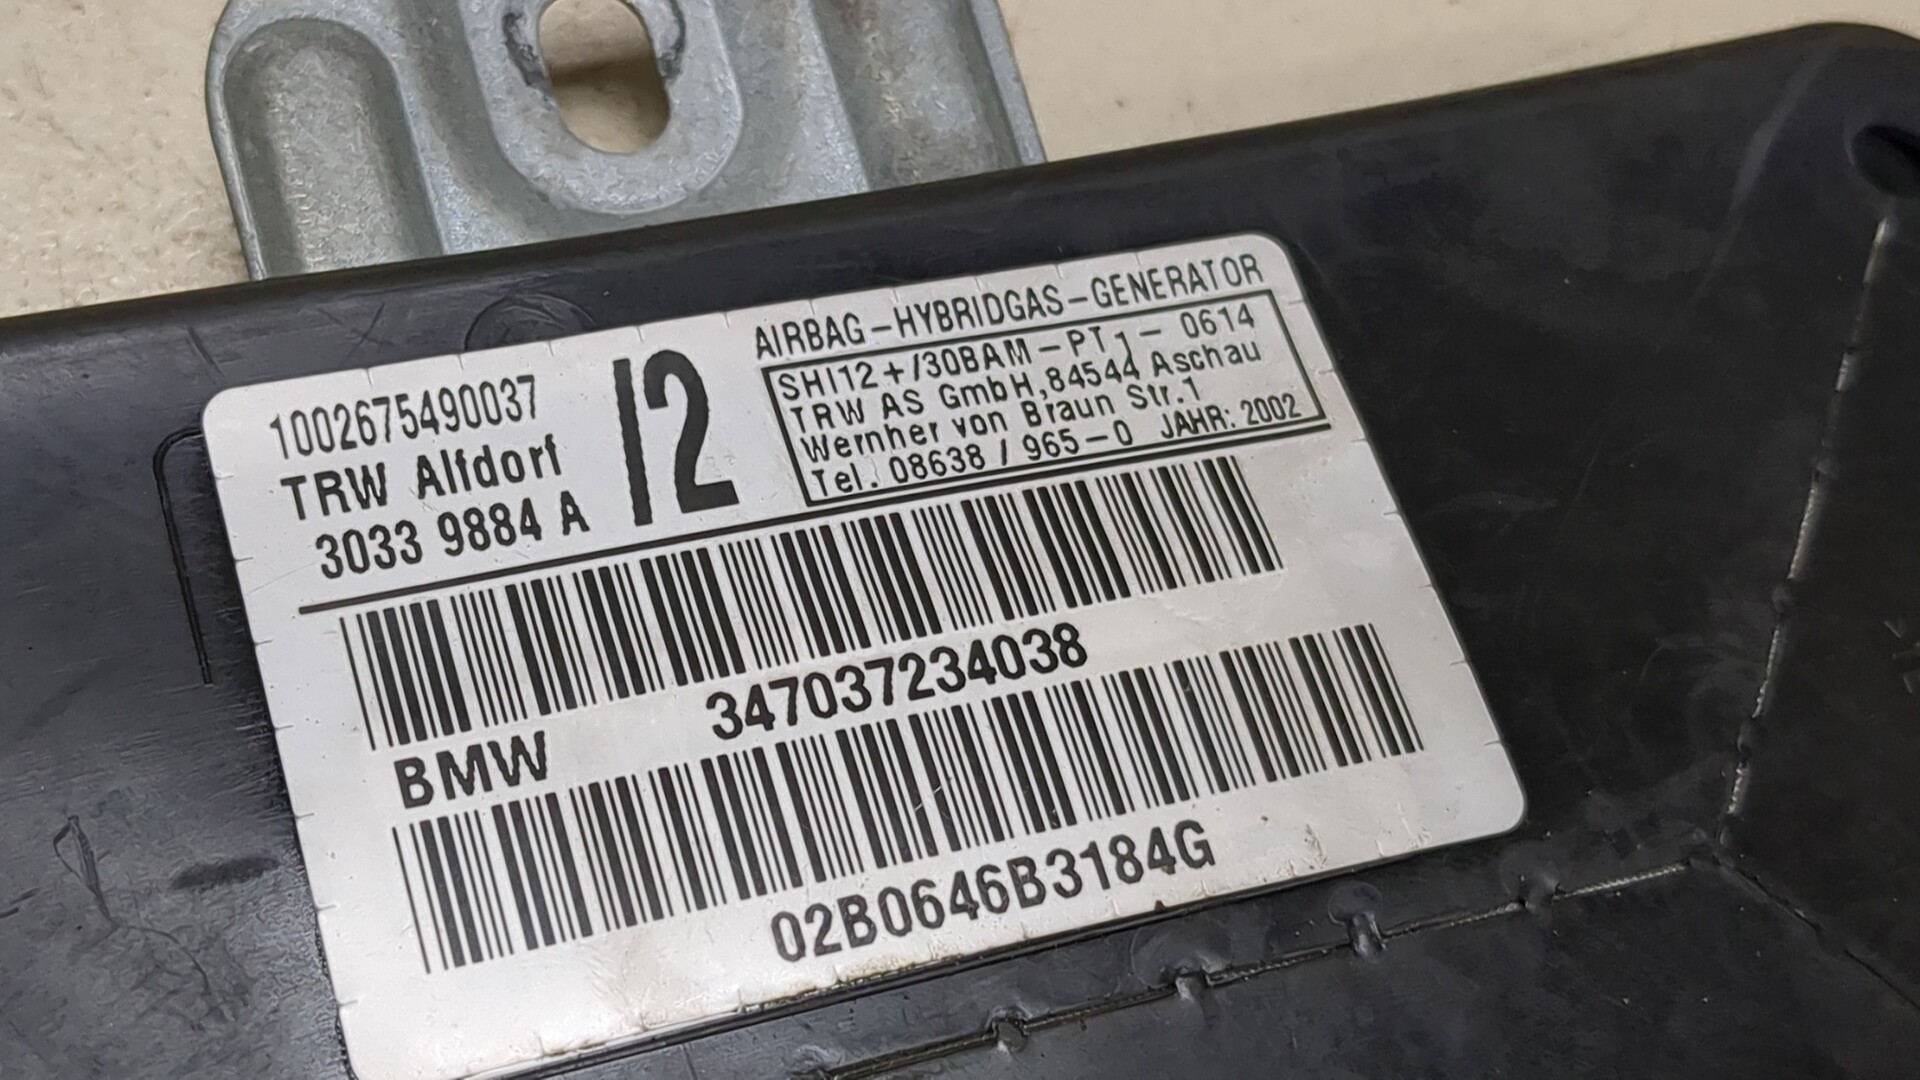 1002675490037
TRW Alfdorf
3033 9884 A
12
AIRBAG-HYBRIDGAS-GENERATOR
SHI12+/30BAM-PT1-0614
TRW AS GmbH,84544 Aschau
Wernher von Braun Str.1
Tel. 08638 / 965-0 JAHR: 2002
BMW 347037234038
02B0646B3184G